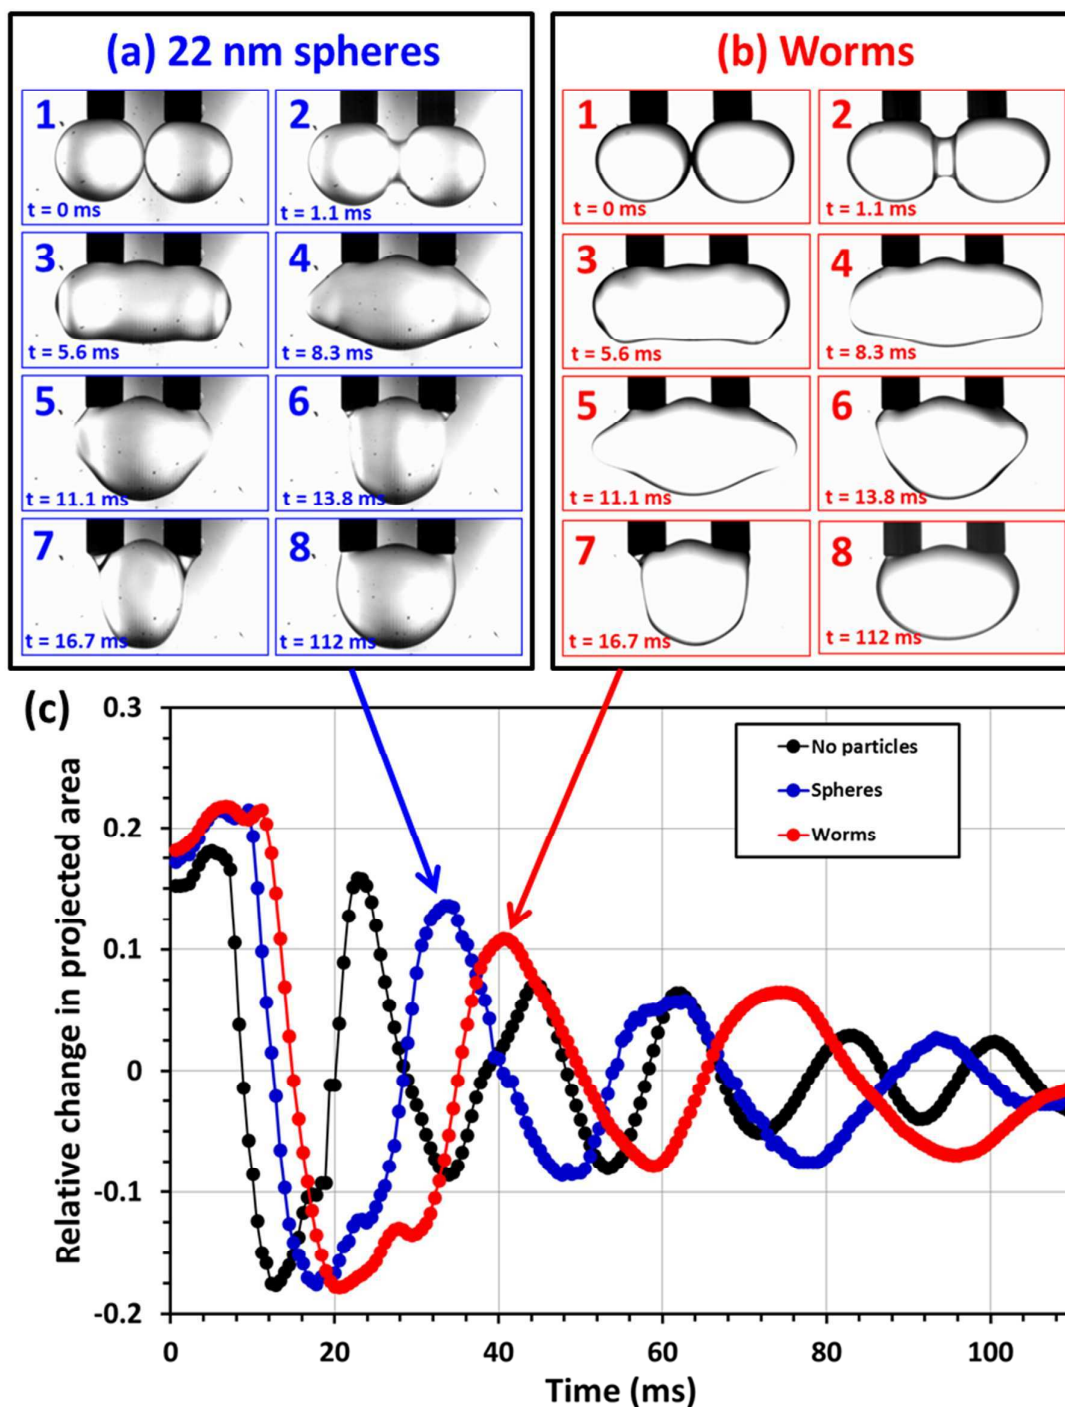 (a) 22 nm spheres
1
t = 0 ms
2
t = 1.1 ms
3
t = 5.6 ms
4
t = 8.3 ms
5
t = 11.1 ms
6
t = 13.8 ms
7
t = 16.7 ms
8
t = 112 ms
(b) Worms
1
t = 0 ms
2
t = 1.1 ms
3
t = 5.6 ms
4
t = 8.3 ms
5
t = 11.1 ms
6
t = 13.8 ms
7
t = 16.7 ms
8
t = 112 ms
(c)
Relative change in projected area
0.3
0.2
0.1
0
-0.1
-0.2
No particles
Spheres
Worms
0 20 40 60 80 100
Time (ms)